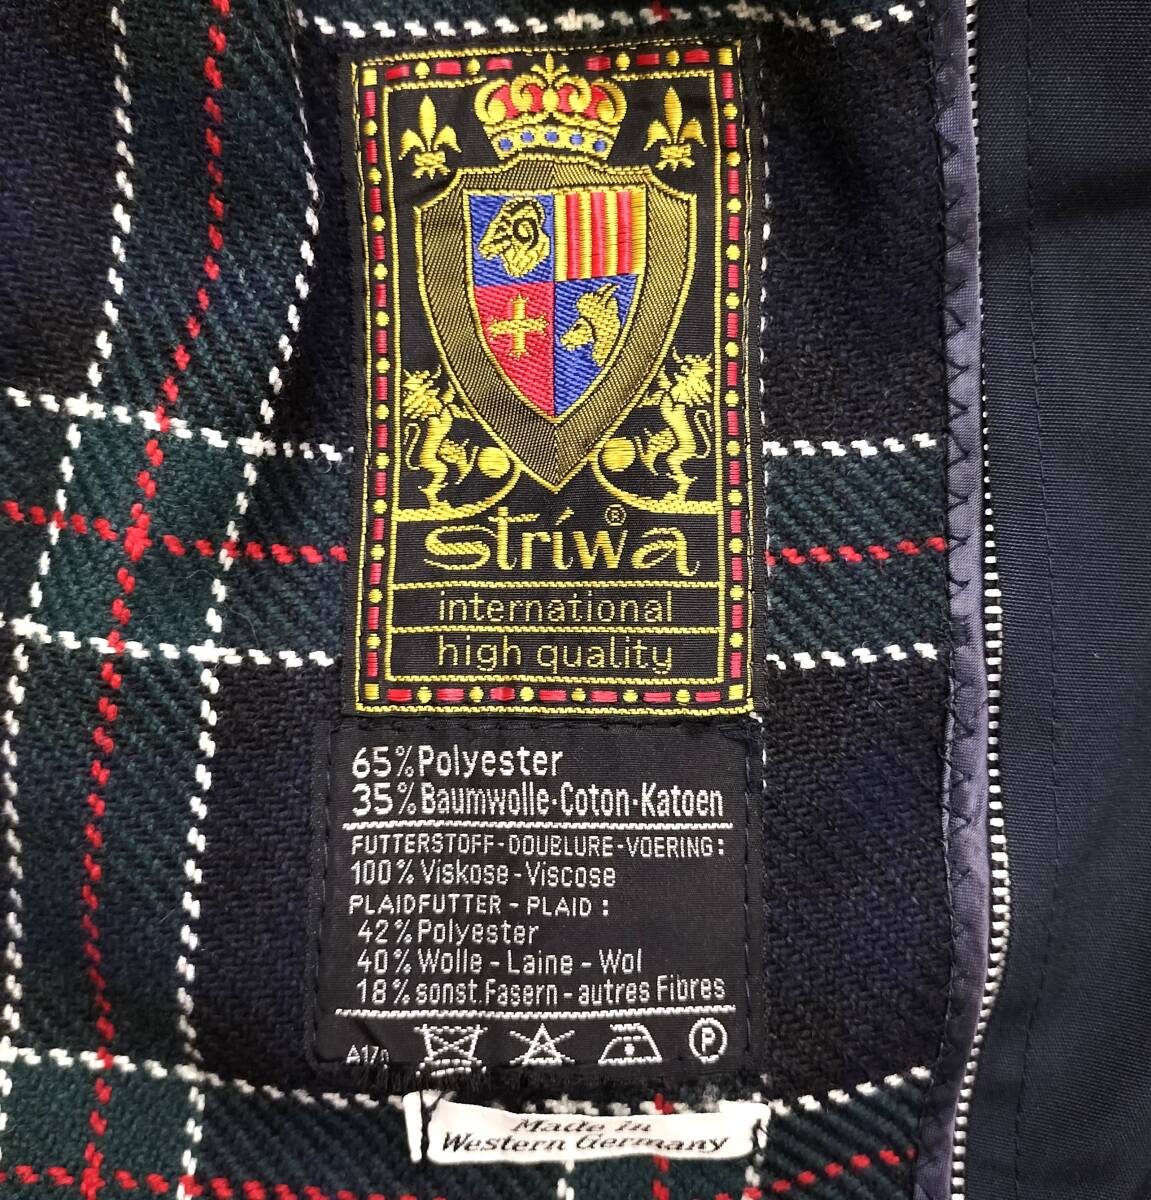 striwa®
international
high quality
65% Polyester
35% Baumwolle·Coton·Katoen
FUTTERSTOFF-DOUBLURE-VOERING:
100% Viskose-Viscose
PLAIDFUTTER - PLAID:
42% Polyester
40% Wolle - Laine - Wol
18% sonst.Fasern-autres Fibres
P
Made in
Western Germany